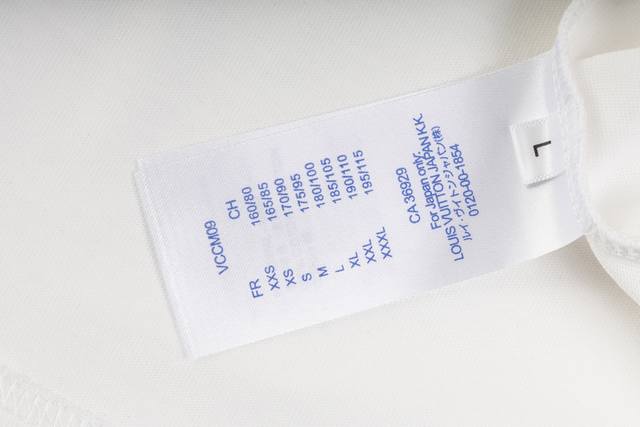 VCCM09
FR CH
XXS 160/80
XS 165/85
S 170/90
M 175/95
L 180/100
XL 185/105
XXL 190/110
XXXL 195/115
CA 36929
For Japan only:
LOUIS VUITTON JAPAN KK
ルイ・ヴィトン・ジャパン(株)
0120-00-1854
L